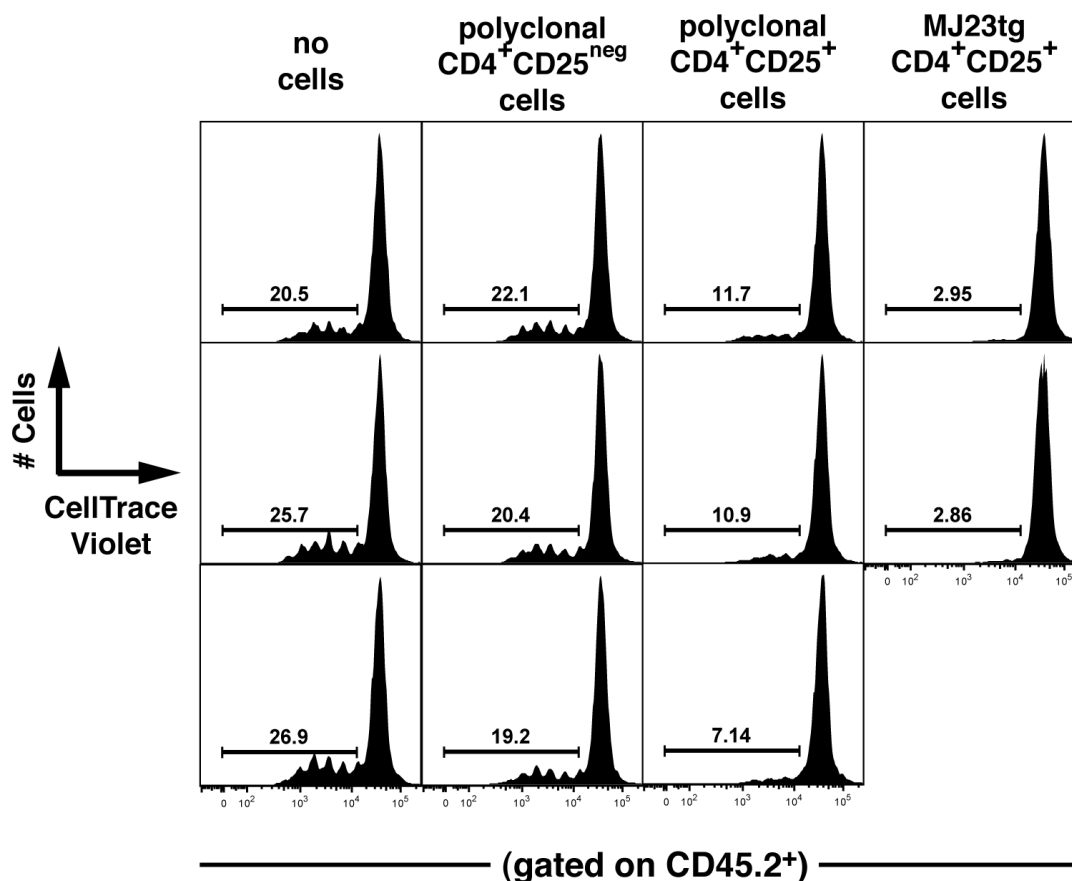 no
cells
polyclonal
CD4+CD25neg
cells
polyclonal
CD4+CD25+
cells
MJ23tg
CD4+CD25+
cells
20.5
22.1
11.7
2.95
# Cells
CellTrace
Violet
25.7
20.4
10.9
2.86
0 10² 10³ 10⁴ 10⁵
26.9
19.2
7.14
0 10² 10³ 10⁴ 10⁵
0 10² 10³ 10⁴ 10⁵
0 10² 10³ 10⁴ 10⁵
(gated on CD45.2+)